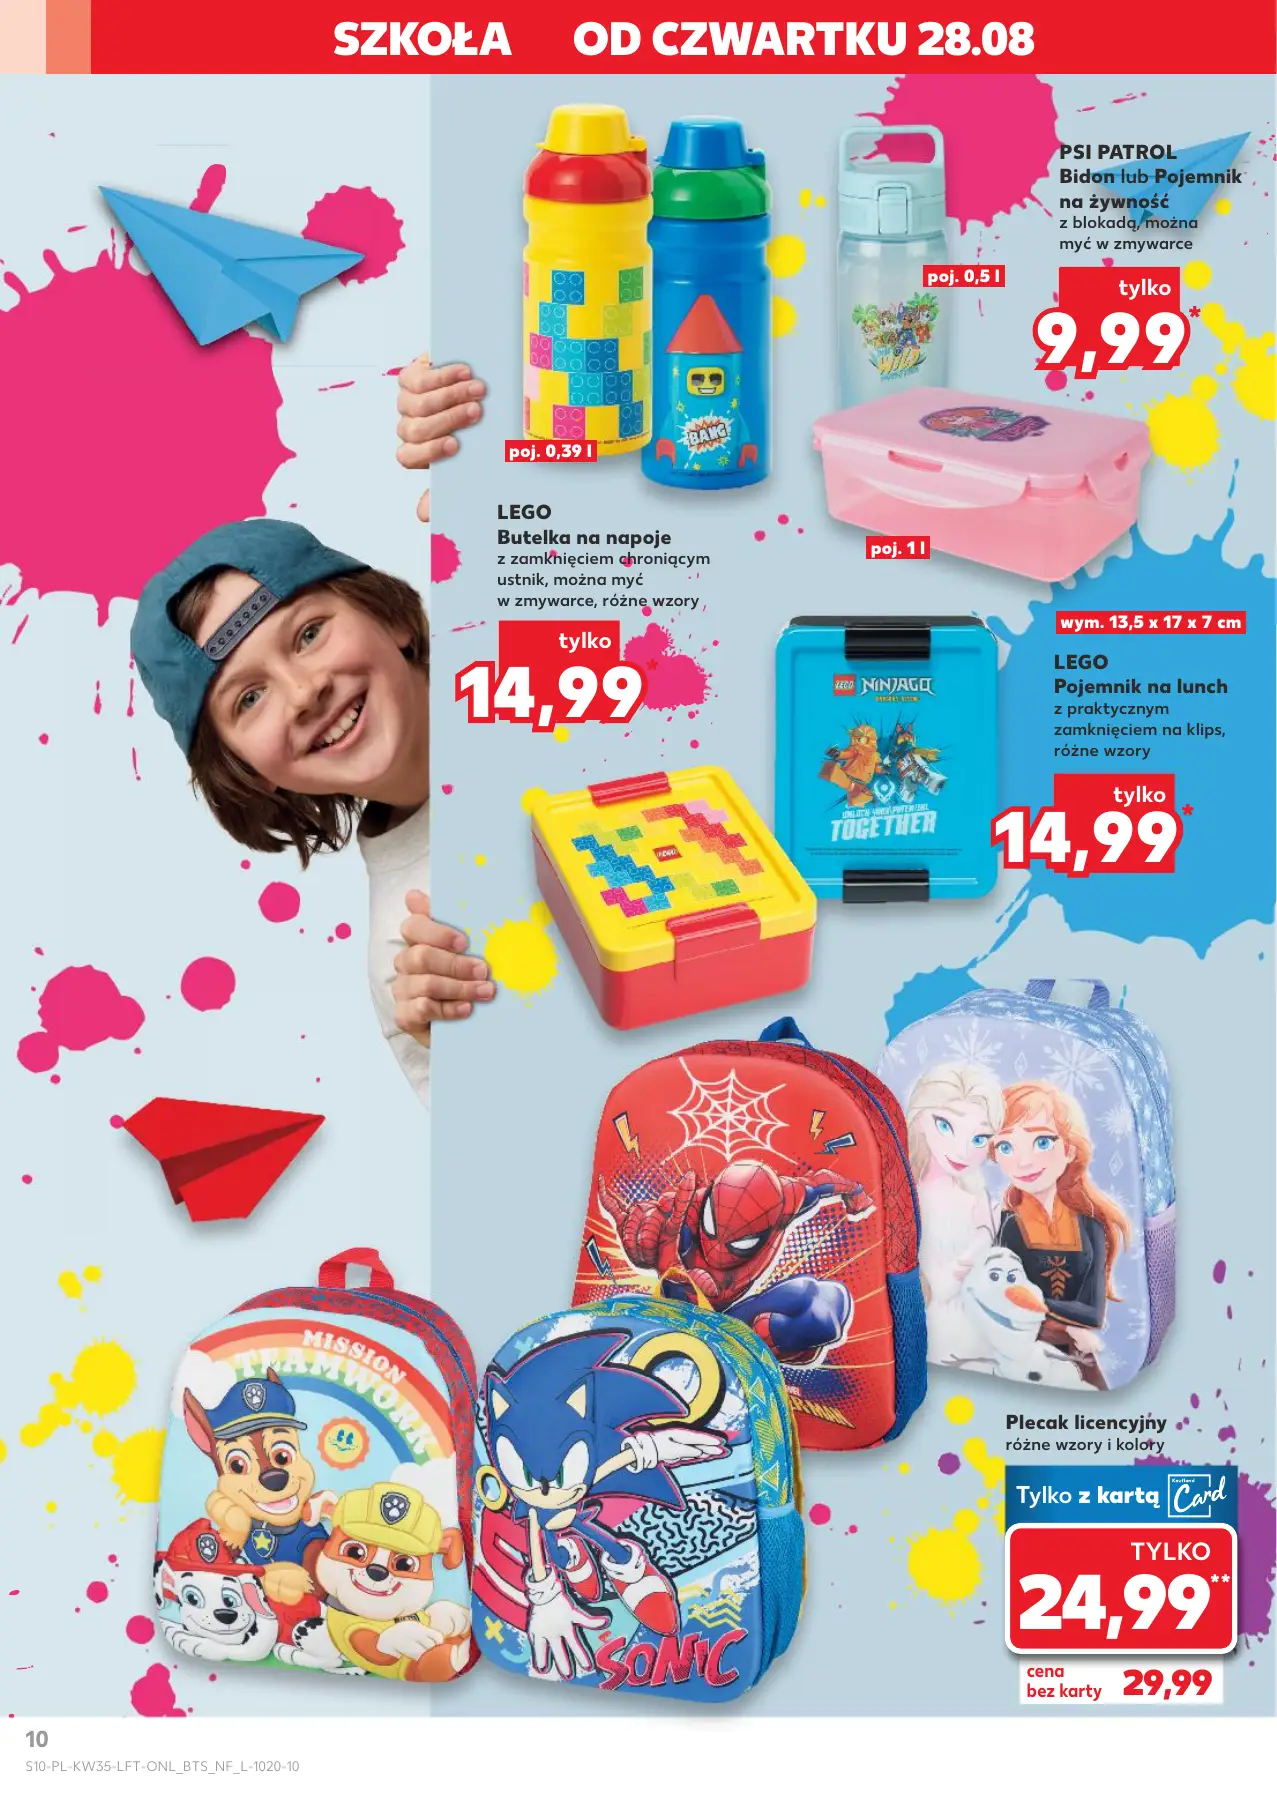 SZKOŁA OD CZWARTKU 28.08
PSI PATROL
Bidon lub Pojemnik
na żywność
z blokadą, można
myć w zmywarce
poj. 0,5 l
tylko
9,99*
WILD
BANG
poj. 0,39 l
LEGO
Butelka na napoje
z zamknięciem chroniącym
ustnik, można myć
w zmywarce, różne wzory
tylko
14,99*
poj. 1 l
wym. 13,5 x 17 x 7 cm
LEGO
Pojemnik na lunch
z praktycznym
zamknięciem na klips,
różne wzory
tylko
14,99*
LEGO NINJAGO
TOGETHER
LEGO
MISSION
TEAMWORK
SONIC
Plecak licencyjny
różne wzory i kolory
Tylko z kartą Kaufland Card
TYLKO
24,99**
cena
bez karty 29,99
10
S10-PL-KW35-LFT-ONL_BTS_NF_L-1020-10